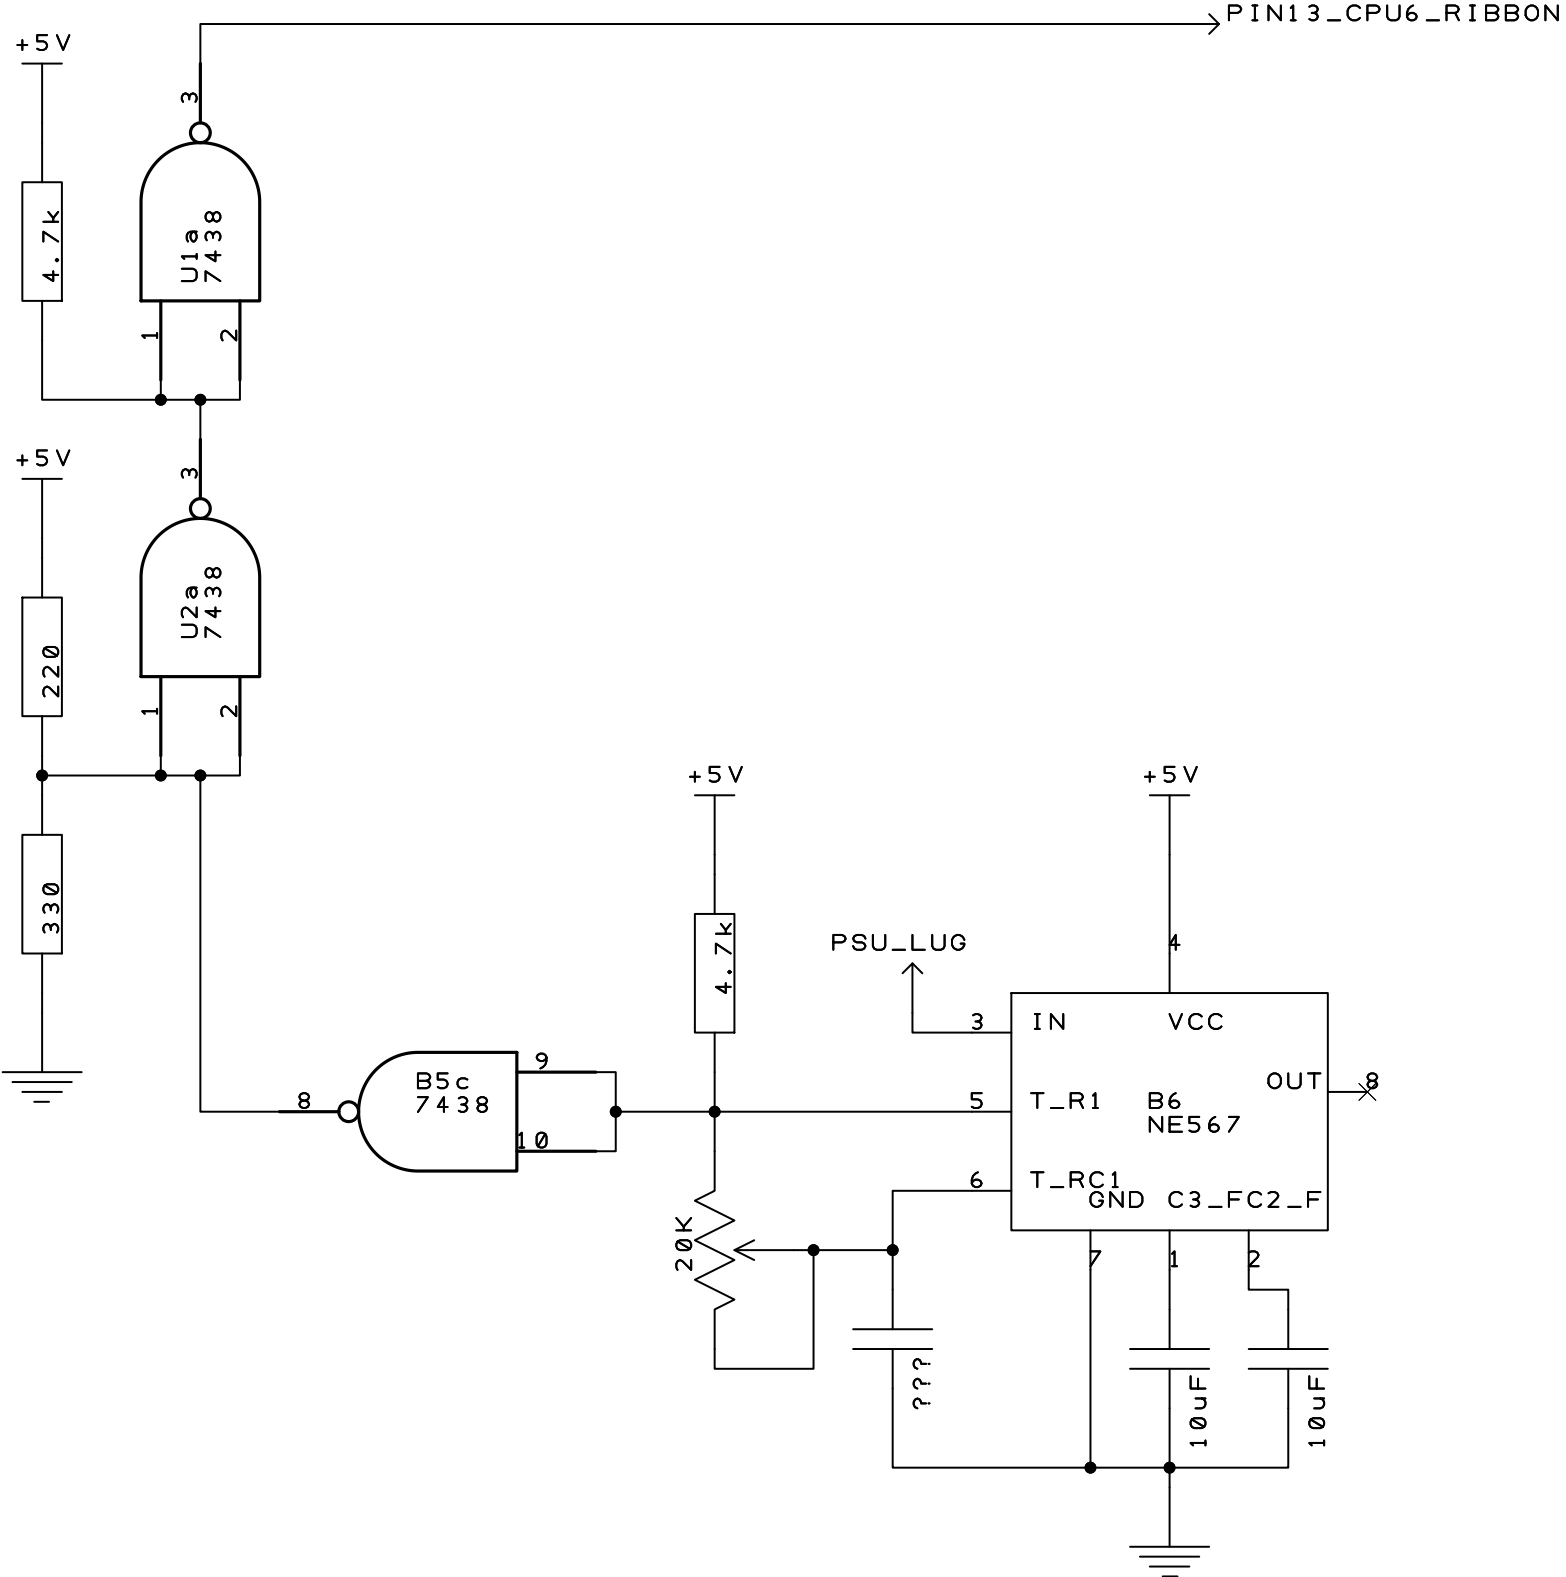 PIN13_CPU6_RIBBON
+5V
3
4.7k
U1a
7438
1
2
+5V
3
220
U2a
7438
1
2
330
+5V
+5V
4.7k
PSU_LUG
4
3
IN
VCC
OUT
8
9
B5c
7438
8
10
5
T_R1
B6
NE567
6
T_RC1
GND
C3_F
C2_F
20K
7
1
2
???
10uF
10uF